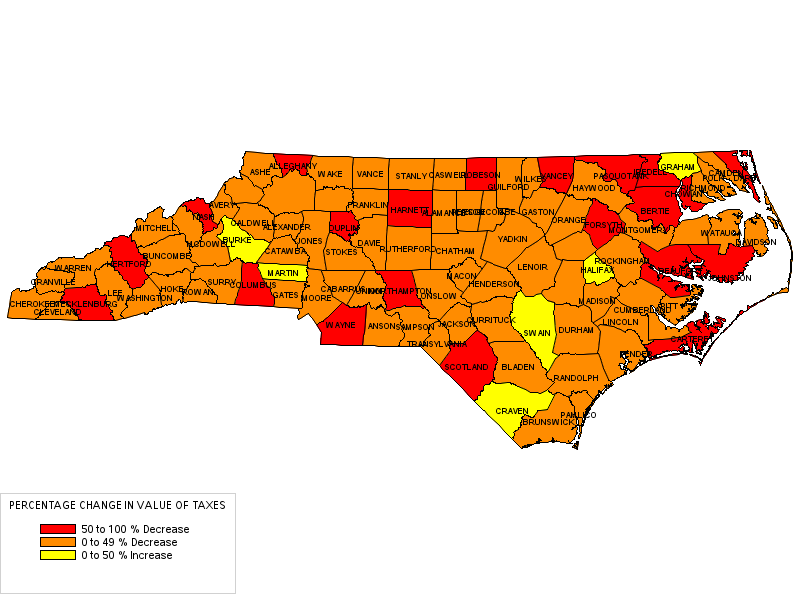 ALLEGHANY
GRAHAM
ASHE
WAKE
VANCE
STANLY
CASWELL
ROBESON
WILKES
YANCEY
PASQUOTANK
IREDELL
CAMDEN
POLK
GUILFORD
HAYWOOD
RICHMOND
CHOWAN
AVERY
NASH
FRANKLIN
HARNETT
ALAMANCE
GASTON
BERTIE
MITCHELL
CALDWELL
ALEXANDER
DUPLIN
ORANGE
FORSYTH
MONTGOMERY
WATAUGA
BURKE
JONES
DAVIE
YADKIN
DAVIDSON
MCDOWELL
CATAWBA
STOKES
RUTHERFORD
CHATHAM
BUNCOMBE
HERTFORD
WARREN
MARTIN
MACON
LENOIR
HALIFAX
ROCKINGHAM
BEAUFORT
JOHNSTON
GRANVILLE
SURRY
COLUMBUS
HENDERSON
LEE
HOKE
ROWAN
GATES
MOORE
CABARRUS
NORTHAMPTON
ONSLOW
MADISON
CHEROKEE
MECKLENBURG
WASHINGTON
CLEVELAND
CUMBERLAND
PITT
WAYNE
ANSON
SAMPSON
JACKSON
CURRITUCK
LINCOLN
SWAIN
DURHAM
TRANSYLVANIA
CARTERET
PENDER
SCOTLAND
BLADEN
RANDOLPH
CRAVEN
PAMLICO
BRUNSWICK
PERCENTAGE CHANGE IN VALUE OF TAXES
50 to 100 % Decrease
0 to 49 % Decrease
0 to 50 % Increase